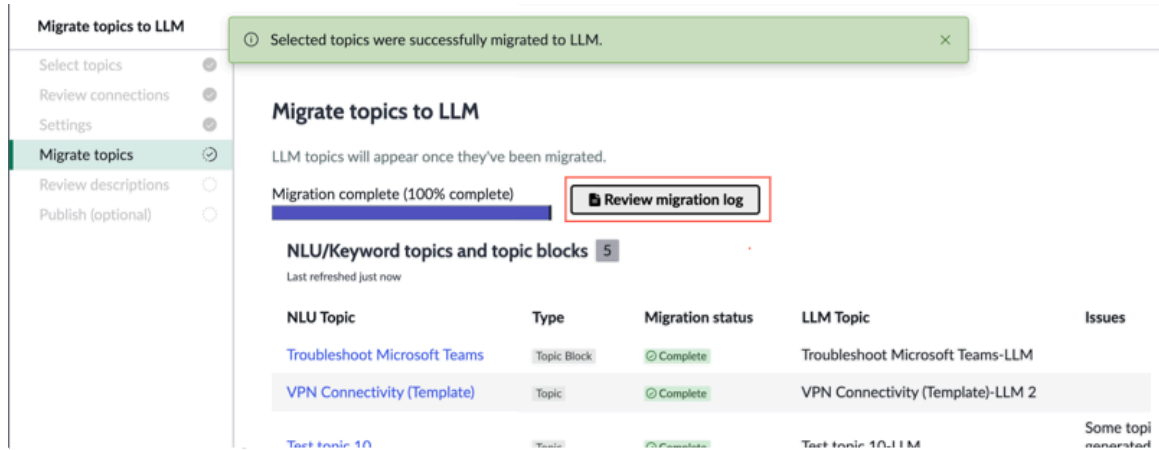 Migrate topics to LLM
Selected topics were successfully migrated to LLM.
Select topics
Review connections
Settings
Migrate topics
Review descriptions
Publish (optional)
Migrate topics to LLM
LLM topics will appear once they've been migrated.
Migration complete (100% complete)
Review migration log
NLU/Keyword topics and topic blocks 5
Last refreshed just now
NLU Topic Type Migration status LLM Topic Issues
Troubleshoot Microsoft Teams Topic Block Complete Troubleshoot Microsoft Teams-LLM
VPN Connectivity (Template) Topic Complete VPN Connectivity (Template)-LLM 2
Some topi
Test topic 10 Topic Complete Test topic 10-LLM generated